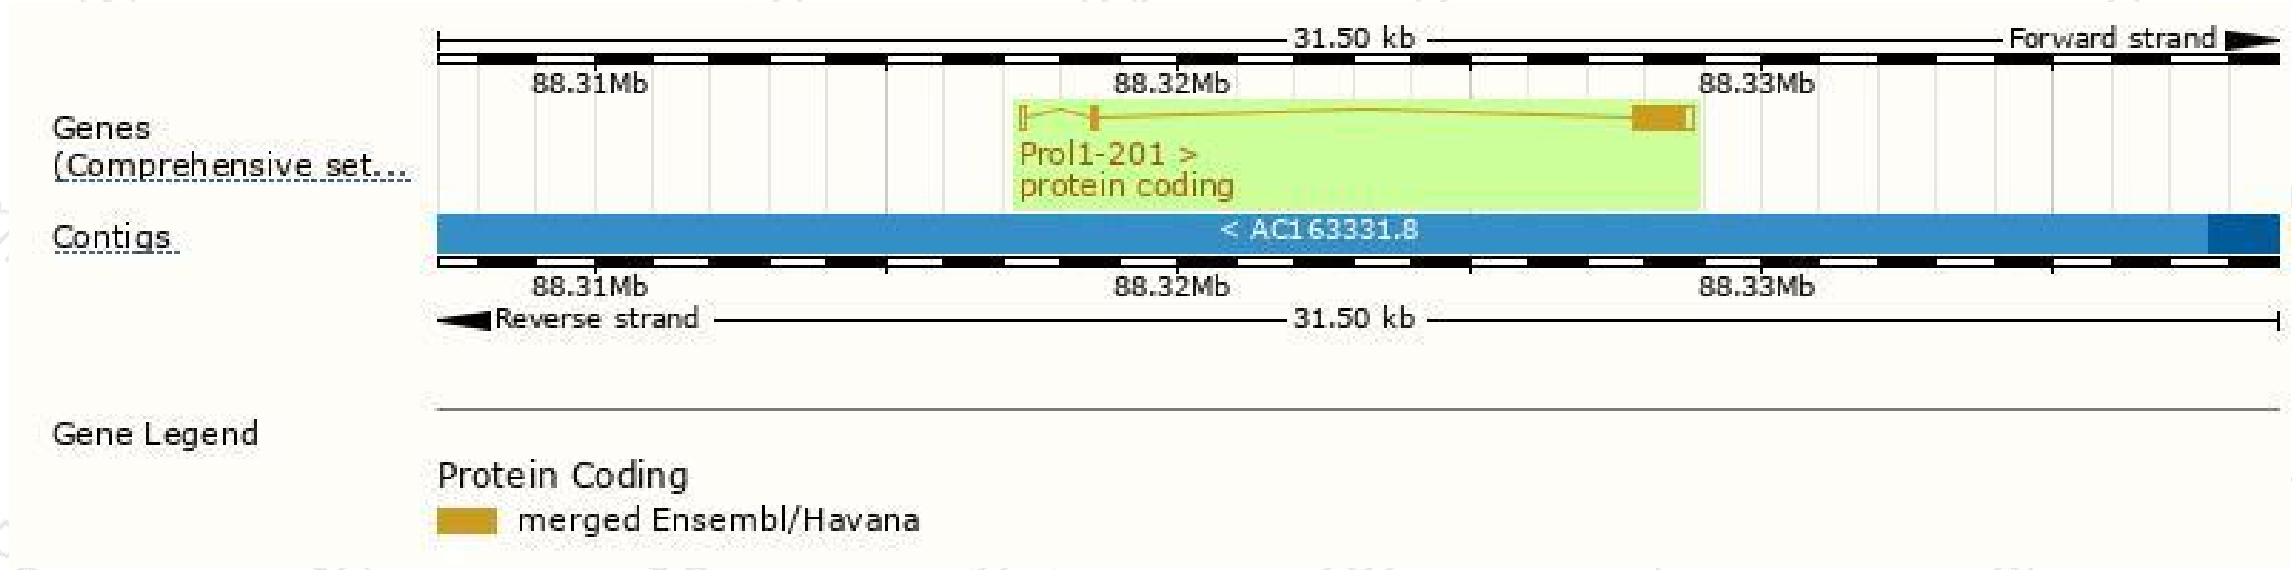 31.50 kb
Forward strand
88.31Mb 88.32Mb 88.33Mb
Genes
(Comprehensive set...
Prol1-201 >
protein coding
Contigs
< AC163331.8
88.31Mb 88.32Mb 88.33Mb
Reverse strand
31.50 kb
Gene Legend
Protein Coding
merged Ensembl/Havana